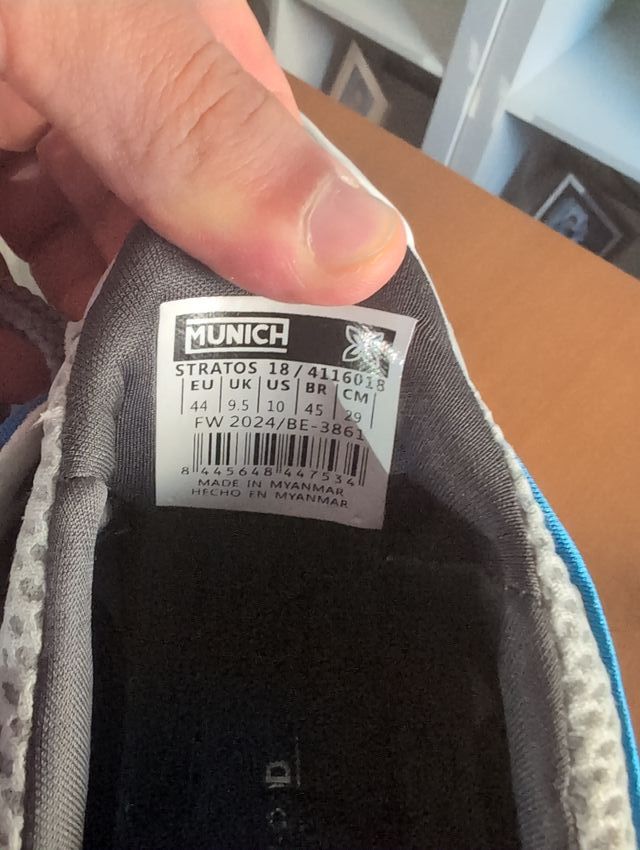 MUNICH
STRATOS 18/4116018
EU UK US BR CM
44 9.5 10 45 29
FW 2024/BE-3861
8 445648 447534
MADE IN MYANMAR
HECHO EN MYANMAR